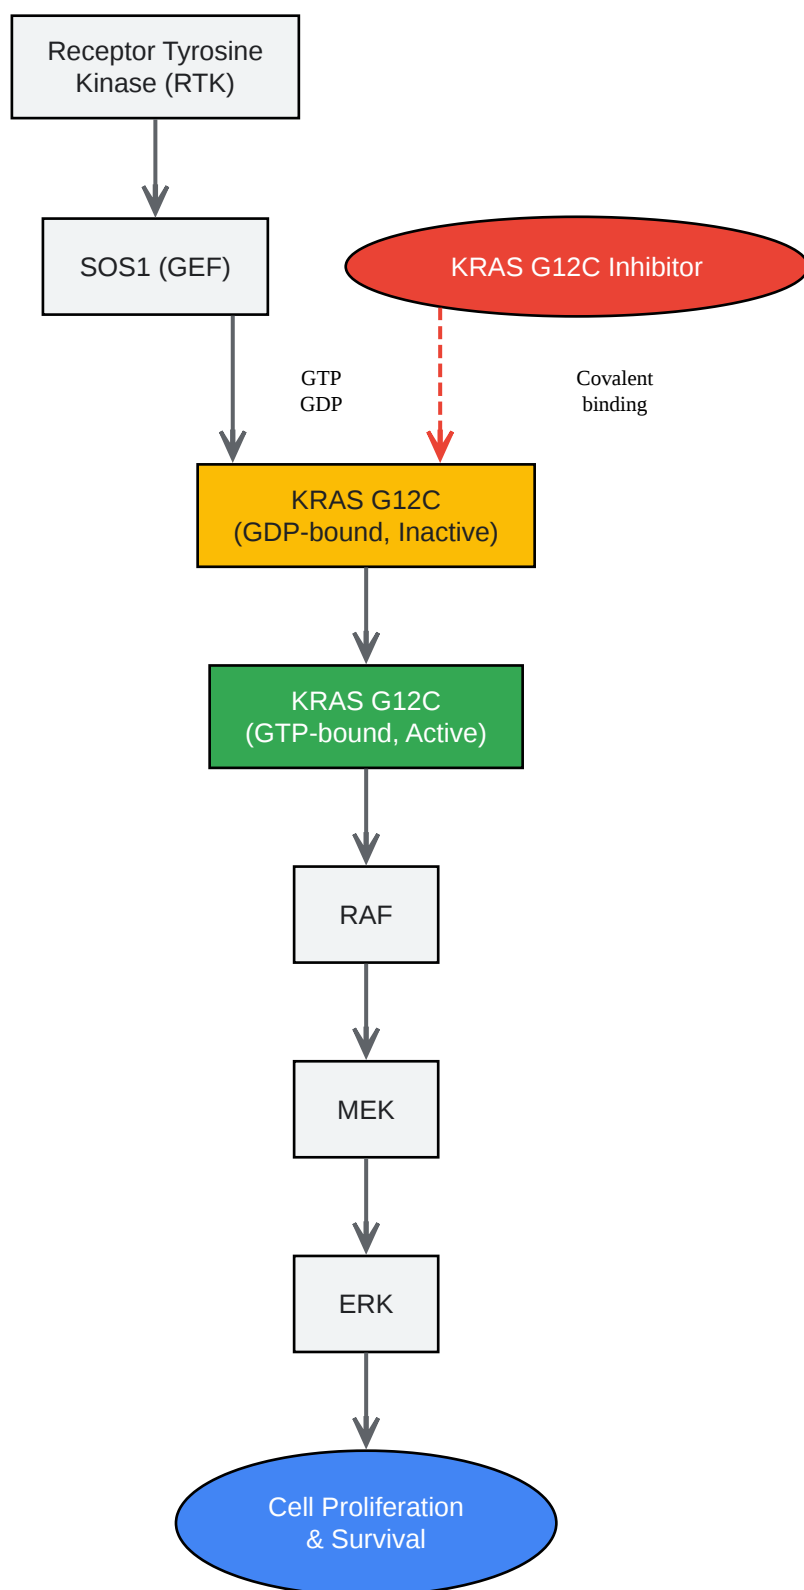 Receptor Tyrosine
Kinase (RTK)
SOS1 (GEF)
KRAS G12C Inhibitor
GTP
GDP
Covalent
binding
KRAS G12C
(GDP-bound, Inactive)
KRAS G12C
(GTP-bound, Active)
RAF
MEK
ERK
Cell Proliferation
& Survival